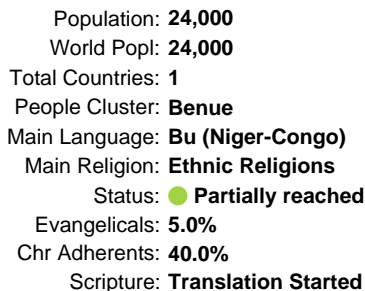 Population: 24,000
World Popl: 24,000
Total Countries: 1
People Cluster: Benue
Main Language: Bu (Niger-Congo)
Main Religion: Ethnic Religions
Status: Partially reached
Evangelicals: 5.0%
Chr Adherents: 40.0%
Scripture: Translation Started